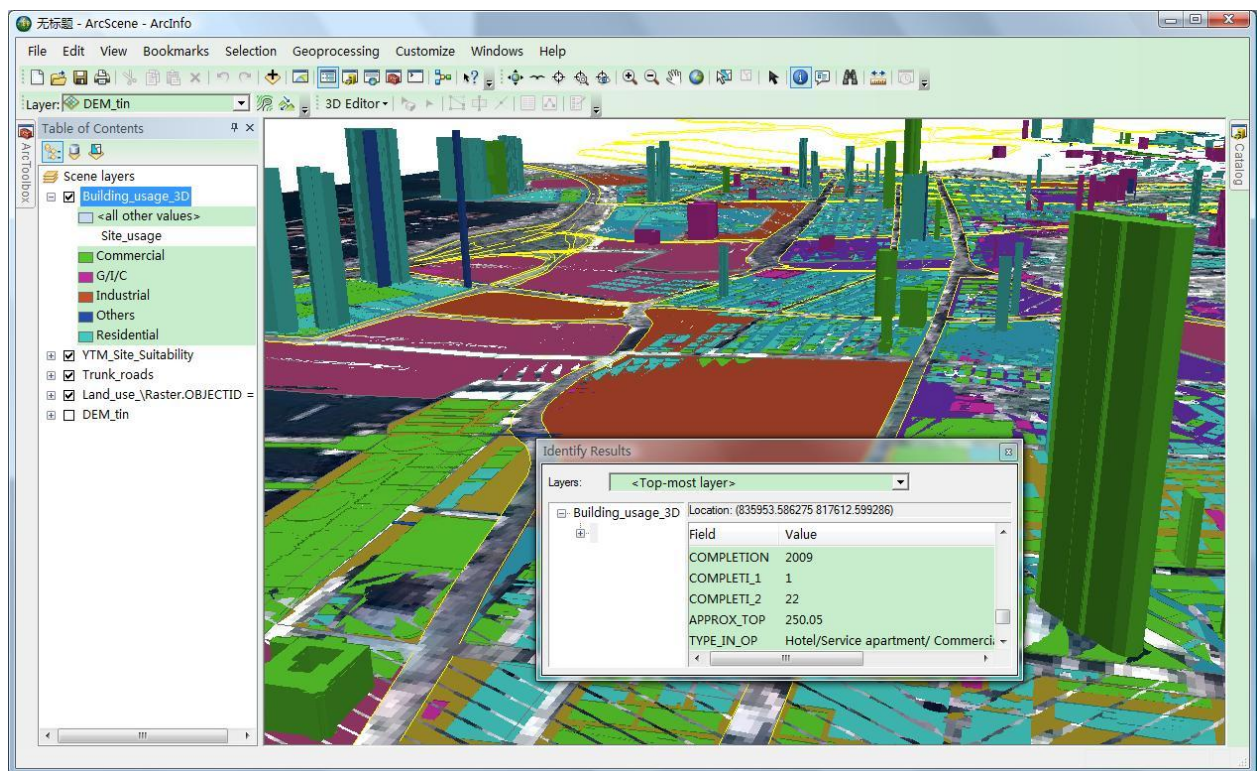 无标题 - ArcScene - ArcInfo
File Edit View Bookmarks Selection Geoprocessing Customize Windows Help
Layer: DEM_tin 3D Editor
Table of Contents
ArcToolbox
Catalog
Scene layers
Building_usage_3D
<all other values>
Site_usage
Commercial
G/I/C
Industrial
Others
Residential
YTM_Site_Suitability
Trunk_roads
Land_use_\Raster.OBJECTID =
DEM_tin
Identify Results
Layers: <Top-most layer>
Building_usage_3D
Location: (835953.586275 817612.599286)
Field Value
COMPLETION 2009
COMPLETI_1 1
COMPLETI_2 22
APPROX_TOP 250.05
TYPE_IN_OP Hotel/Service apartment/ Commerci